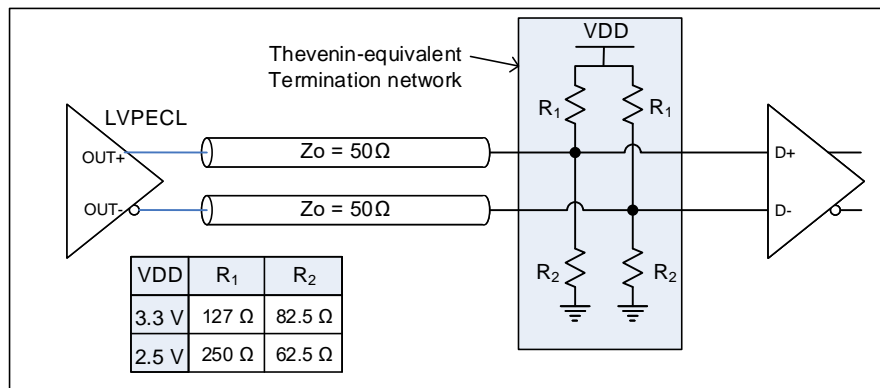 VDD
Thevenin-equivalent
Termination network
R1 R1
LVPECL
OUT+ Zo = 50Ω D+
OUT- Zo = 50Ω D-
R2 R2
VDD R1 R2
3.3 V 127 Ω 82.5 Ω
2.5 V 250 Ω 62.5 Ω